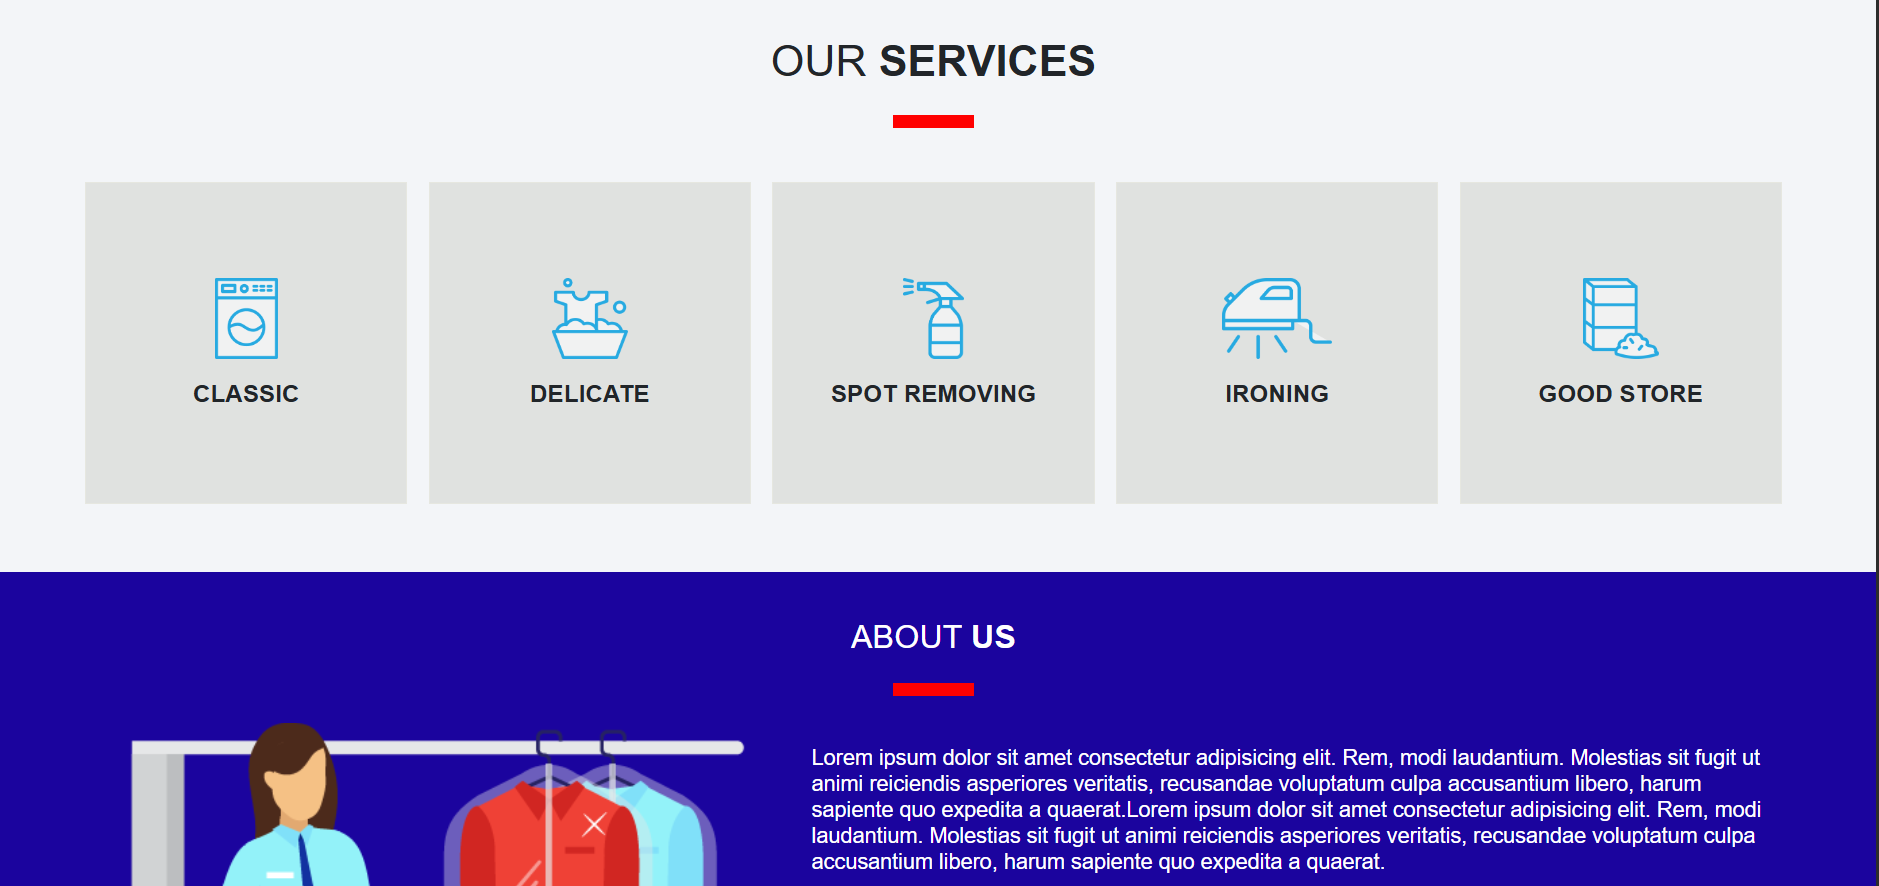 OUR SERVICES
CLASSIC
DELICATE
SPOT REMOVING
IRONING
GOOD STORE
ABOUT US
Lorem ipsum dolor sit amet consectetur adipisicing elit. Rem, modi laudantium. Molestias sit fugit ut
animi reiciendis asperiores veritatis, recusandae voluptatum culpa accusantium libero, harum
sapiente quo expedita a quaerat.Lorem ipsum dolor sit amet consectetur adipisicing elit. Rem, modi
laudantium. Molestias sit fugit ut animi reiciendis asperiores veritatis, recusandae voluptatum culpa
accusantium libero, harum sapiente quo expedita a quaerat.